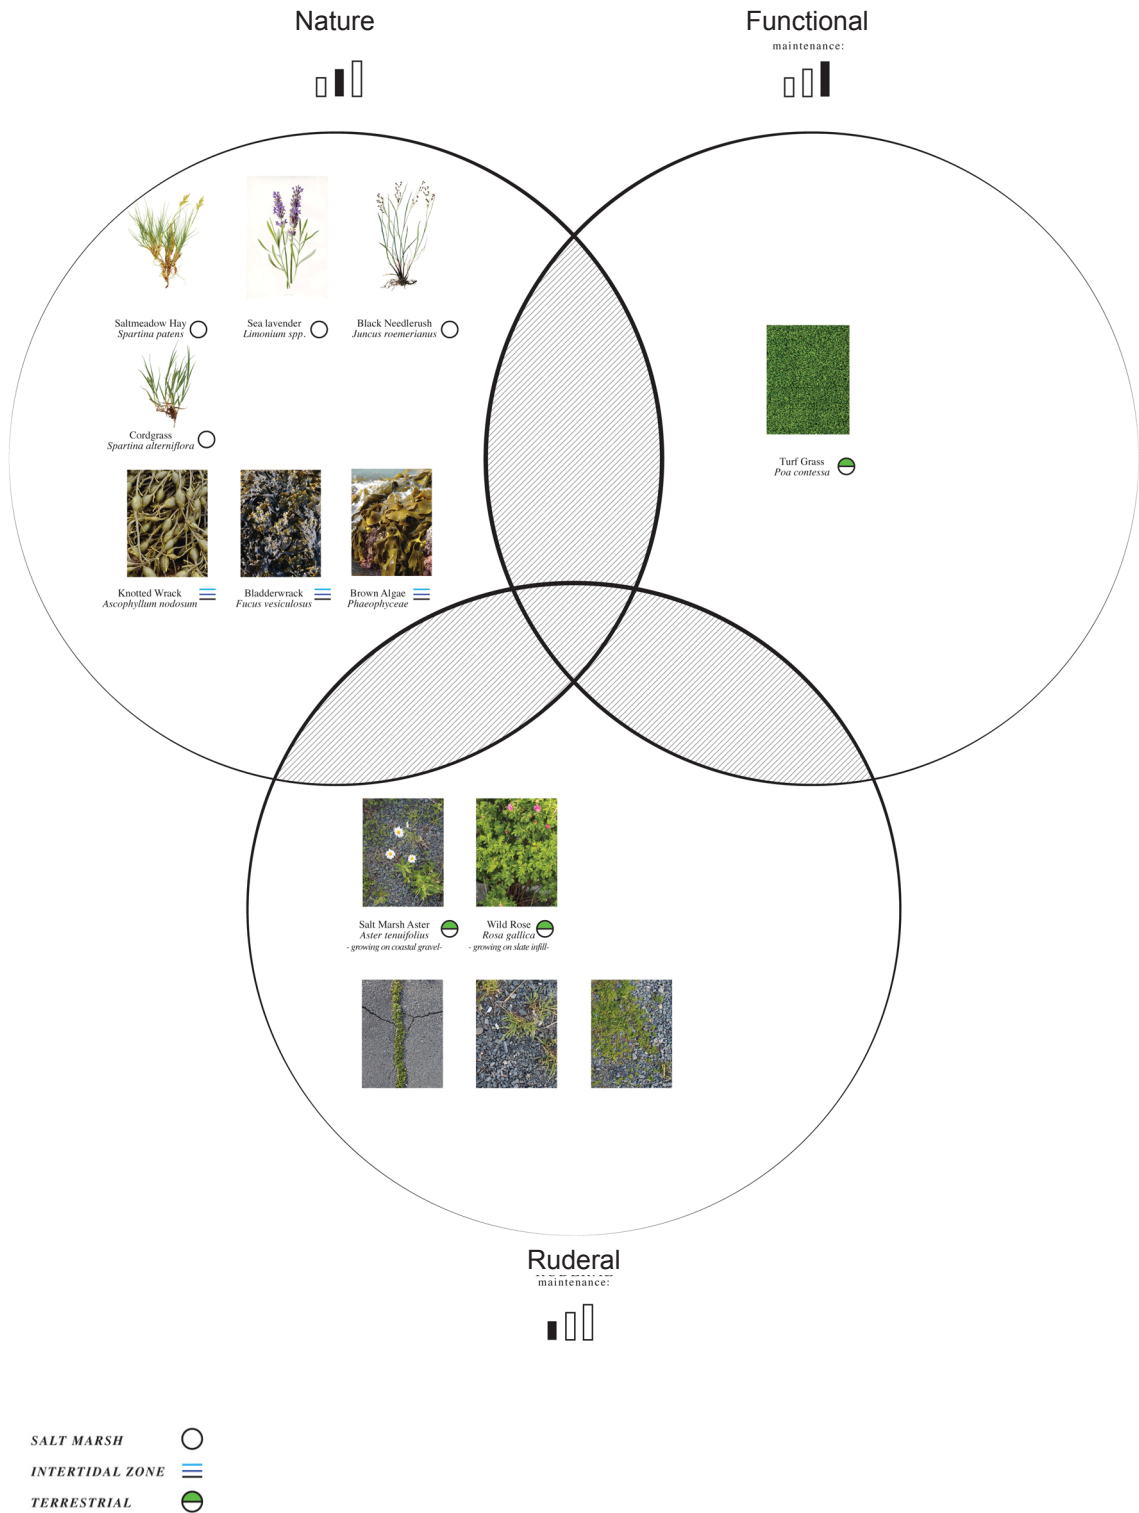 Nature
Functional
maintenance:
Saltmeadow Hay
Spartina patens
Sea lavender
Limonium spp.
Black Needlerush
Juncus roemerianus
Cordgrass
Spartina alterniflora
Turf Grass
Poa contessa
Knotted Wrack
Ascophyllum nodosum
Bladderwrack
Fucus vesiculosus
Brown Algae
Phaeophyceae
Salt Marsh Aster
Aster tenuifolius
- growing on coastal gravel-
Wild Rose
Rosa gallica
- growing on slate infill-
Ruderal
maintenance:
SALT MARSH
INTERTIDAL ZONE
TERRESTRIAL